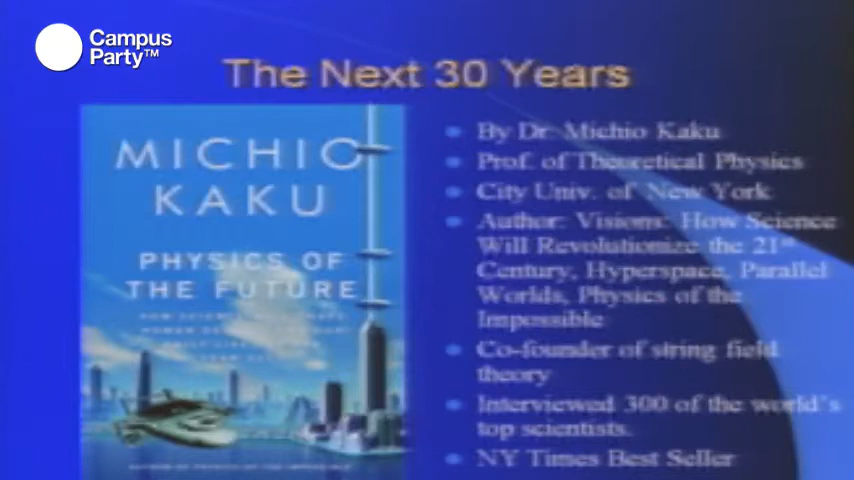 Campus
Party™
The Next 30 Years
MICHIO
KAKU
PHYSICS OF
THE FUTURE
By Dr. Michio Kaku
Prof. of Theoretical Physics
City Univ. of New York
Author: Visions: How Science
Will Revolutionize the 21st
Century, Hyperspace, Parallel
Worlds, Physics of the
Impossible
Co-founder of string field
theory
Interviewed 300 of the world's
top scientists.
NY Times Best Seller